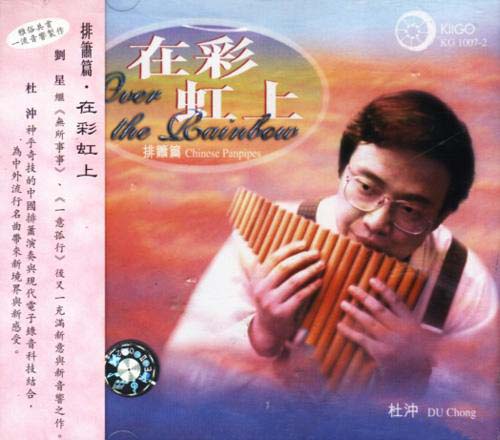 雅俗共賞
一流音響製作
排簫篇·在彩虹上
劉星繼《無所事事》、《一意孤行》後又一充滿新意與新音響之作。
杜沖神乎奇技的中國排簫演奏與現代電子錄音科技結合，
為中外流行名曲帶來新境界與新感受。
在彩
虹上
Over
the Rainbow
排簫篇 Chinese Panpipes
KIIGO
KG 1007-2
杜沖 DU Chong